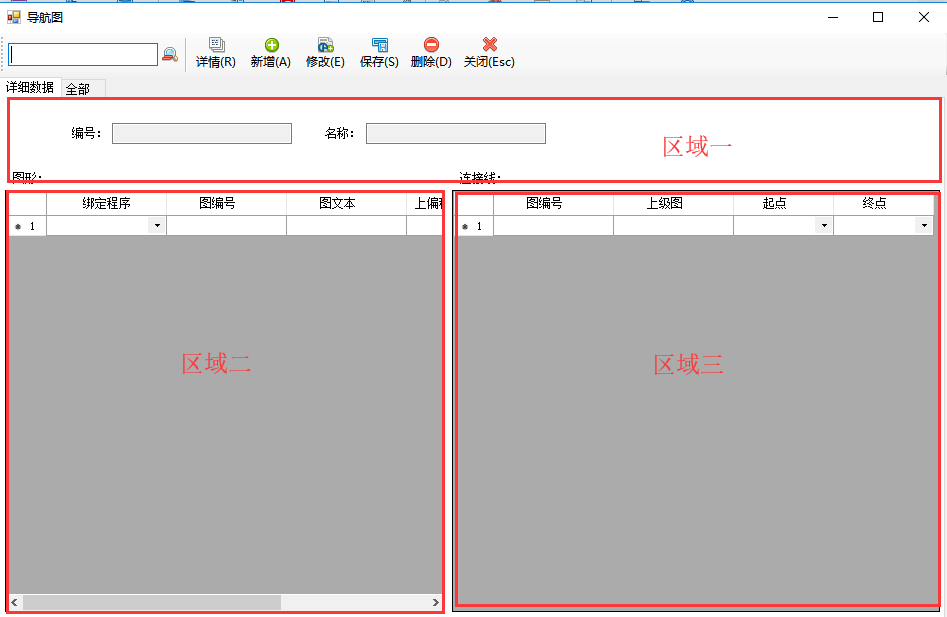 导航图
详情(R) 新增(A) 修改(E) 保存(S) 删除(D) 关闭(Esc)
详细数据 全部
编号： 名称：
区域一
图形： 连接线：
绑定程序 图编号 图文本 上偏
1
图编号 上级图 起点 终点
1
区域二
区域三